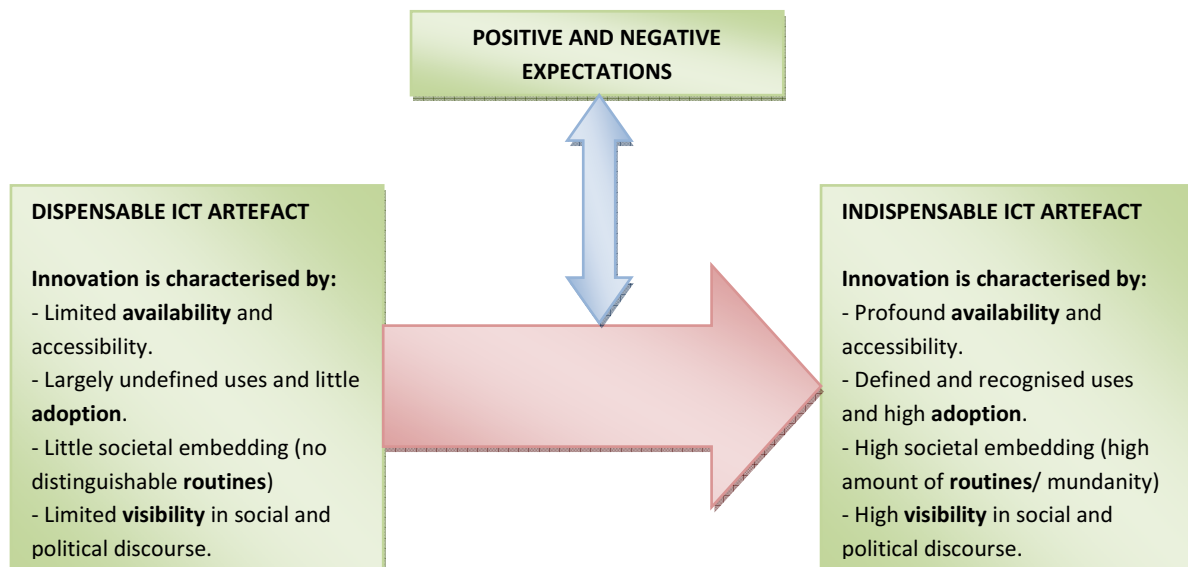 POSITIVE AND NEGATIVE
EXPECTATIONS
DISPENSABLE ICT ARTEFACT
Innovation is characterised by:
- Limited availability and
accessibility.
- Largely undefined uses and little
adoption.
- Little societal embedding (no
distinguishable routines)
- Limited visibility in social and
political discourse.
INDISPENSABLE ICT ARTEFACT
Innovation is characterised by:
- Profound availability and
accessibility.
- Defined and recognised uses
and high adoption.
- High societal embedding (high
amount of routines/ mundanity)
- High visibility in social and
political discourse.